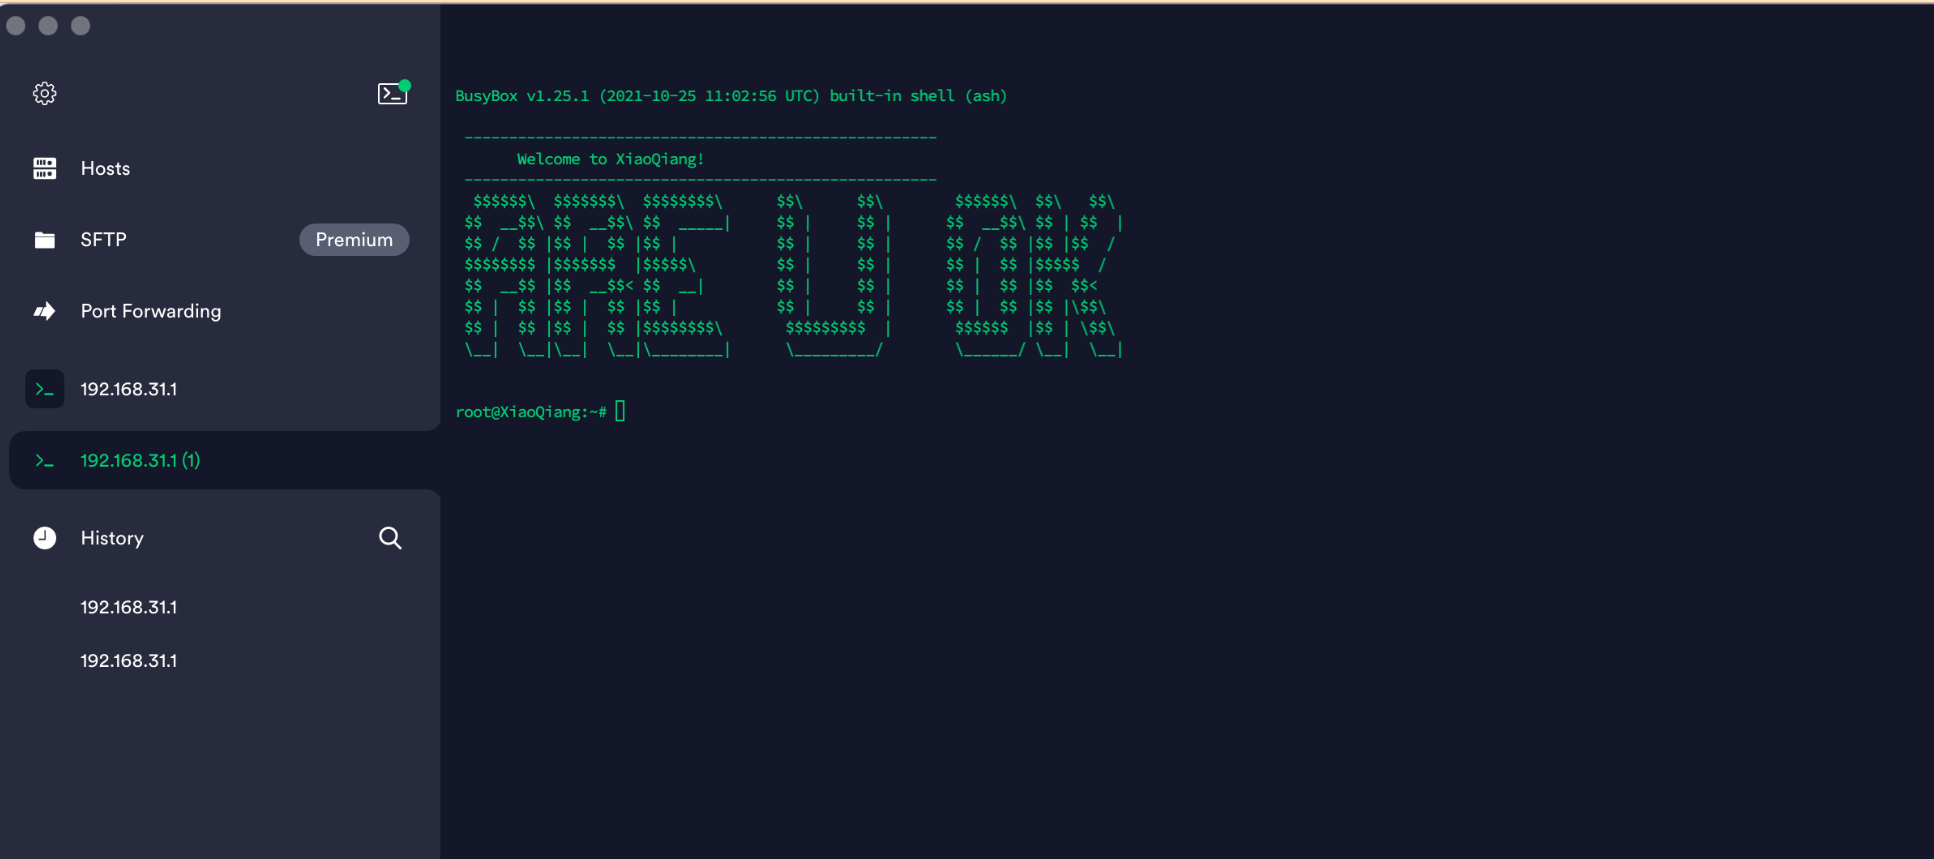 Hosts
SFTP Premium
Port Forwarding
>_ 192.168.31.1
>_ 192.168.31.1 (1)
History
192.168.31.1
192.168.31.1
BusyBox v1.25.1 (2021-10-25 11:02:56 UTC) built-in shell (ash)
 -----------------------------------------------------
       Welcome to XiaoQiang!
 -----------------------------------------------------
  $$$$$$\  $$$$$$$\  $$$$$$$$\      $$\      $$\        $$$$$$\  $$\   $$\
 $$  __$$\ $$  __$$\ $$  _____|     $$ |     $$ |      $$  __$$\ $$ | $$  |
 $$ /  $$ |$$ |  $$ |$$ |           $$ |     $$ |      $$ /  $$ |$$ |$$  /
 $$$$$$$$ |$$$$$$$  |$$$$$\         $$ |     $$ |      $$ |  $$ |$$$$$  /
 $$  __$$ |$$  __$$< $$  __|        $$ |     $$ |      $$ |  $$ |$$  $$<
 $$ |  $$ |$$ |  $$ |$$ |           $$ |     $$ |      $$ |  $$ |$$ |\$$\
 $$ |  $$ |$$ |  $$ |$$$$$$$$\       $$$$$$$$$  |       $$$$$$  |$$ | \$$\
 \__|  \__|\__|  \__|\________|      \_________/        \______/ \__|  \__|
root@XiaoQiang:~#